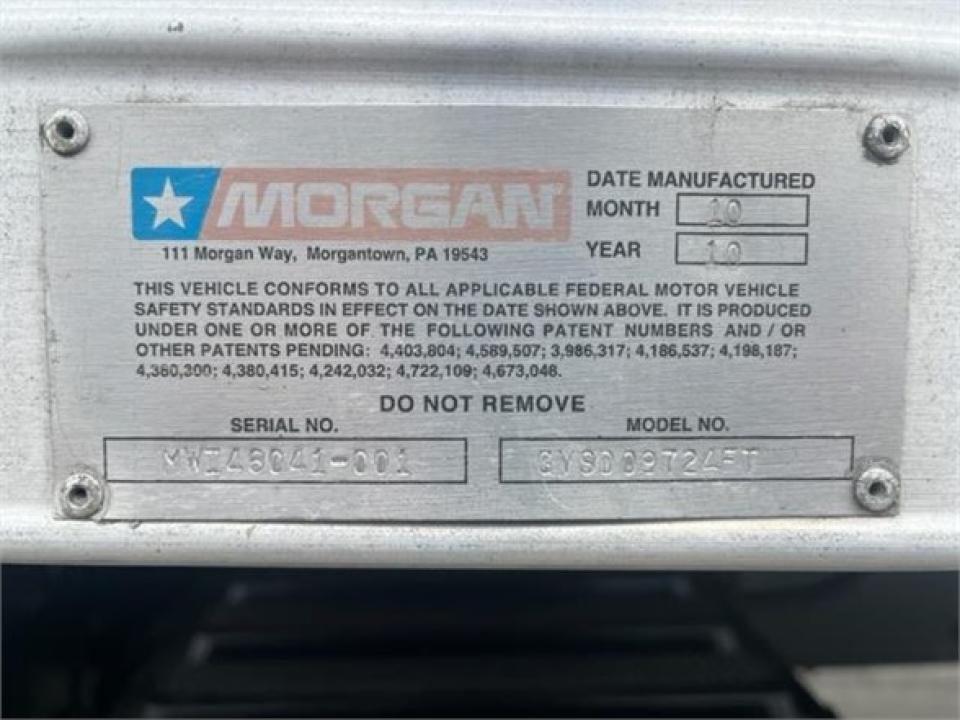 MORGAN
111 Morgan Way, Morgantown, PA 19543
DATE MANUFACTURED
MONTH 10
YEAR 10
THIS VEHICLE CONFORMS TO ALL APPLICABLE FEDERAL MOTOR VEHICLE
SAFETY STANDARDS IN EFFECT ON THE DATE SHOWN ABOVE. IT IS PRODUCED
UNDER ONE OR MORE OF THE FOLLOWING PATENT NUMBERS AND / OR
OTHER PATENTS PENDING: 4,403,804; 4,589,507; 3,986,317; 4,186,537; 4,198,187;
4,360,300; 4,380,415; 4,242,032; 4,722,109; 4,673,048.
DO NOT REMOVE
SERIAL NO.
MODEL NO.